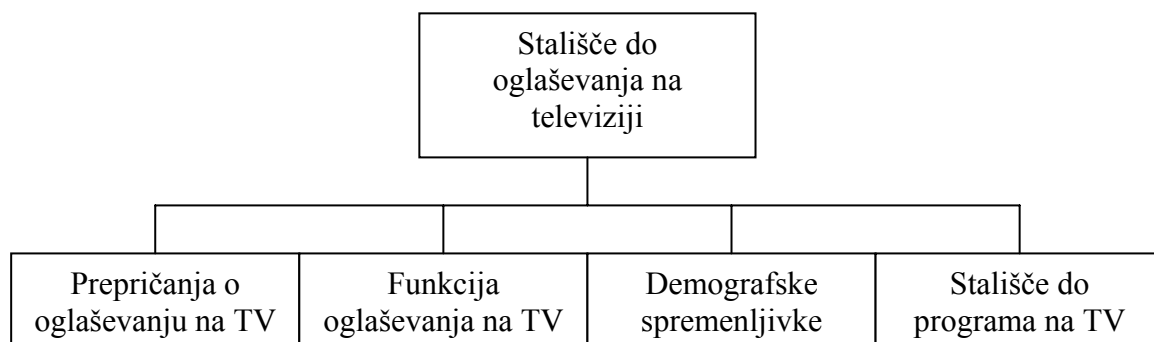 Stališče do
oglaševanja na
televiziji
Prepričanja o
oglaševanju na TV
Funkcija
oglaševanja na TV
Demografske
spremenljivke
Stališče do
programa na TV